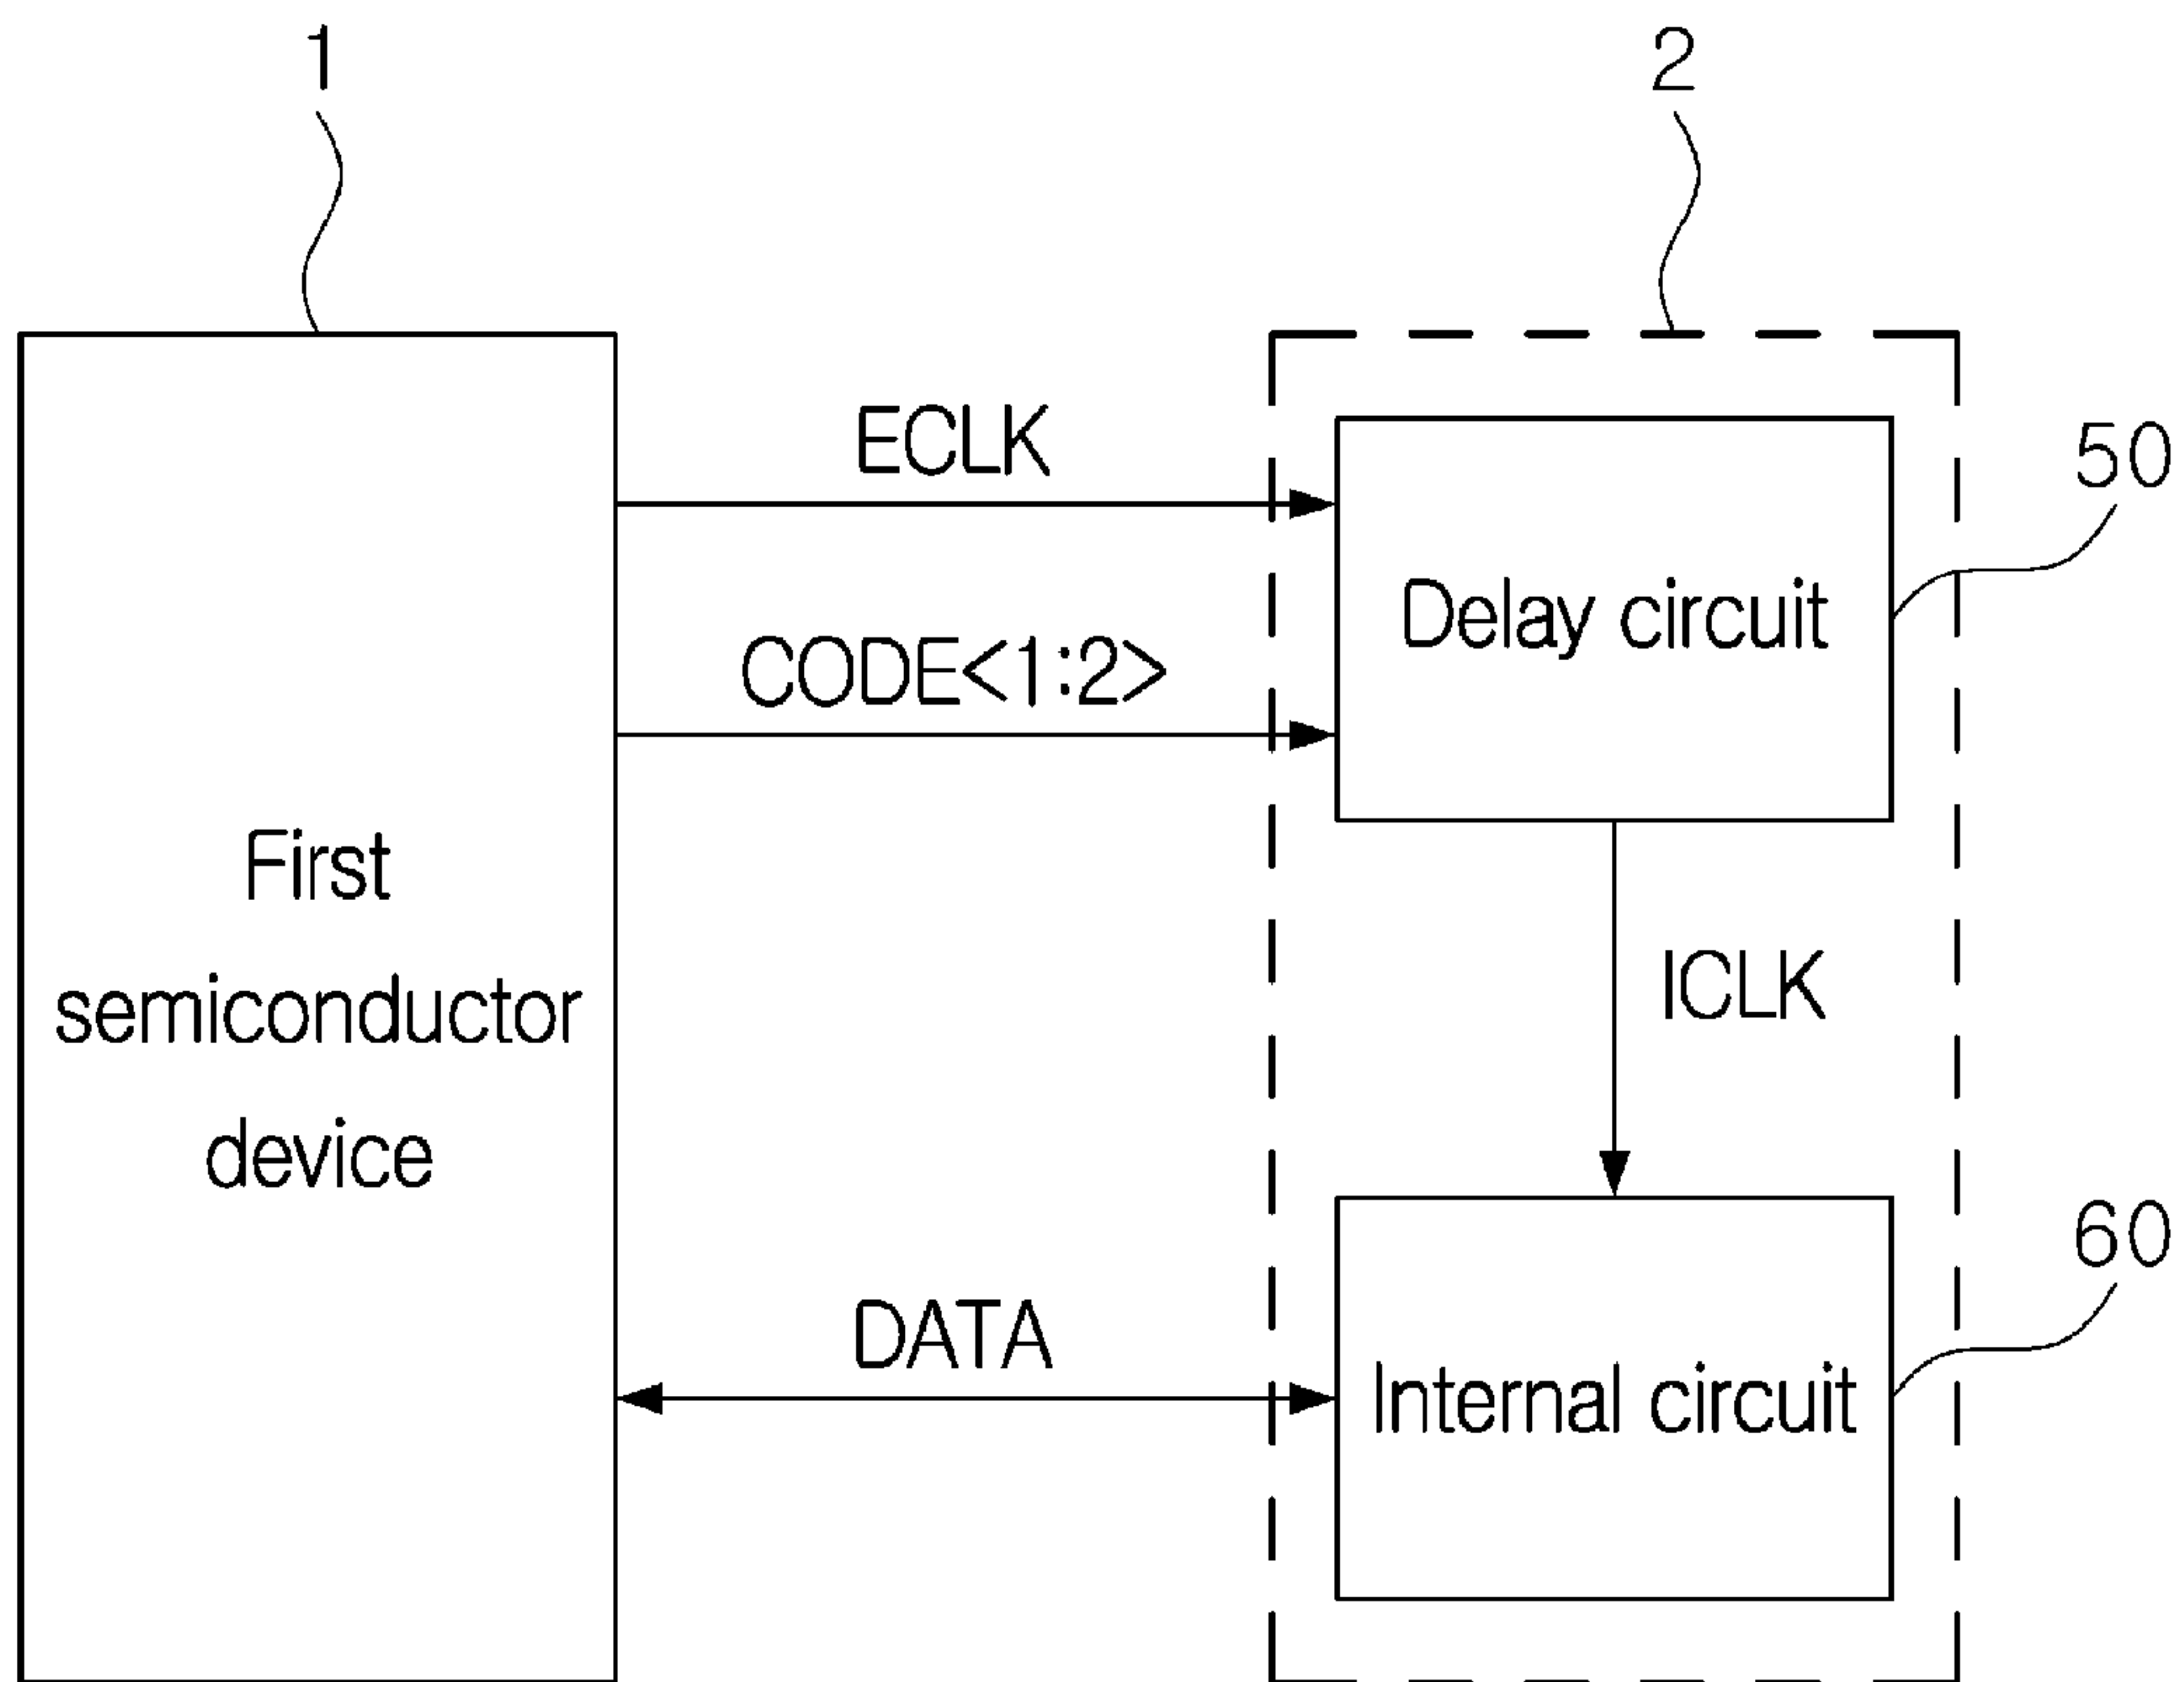 1
2
ECLK
50
Delay circuit
CODE<1:2>
First
semiconductor
device
ICLK
60
DATA
Internal circuit